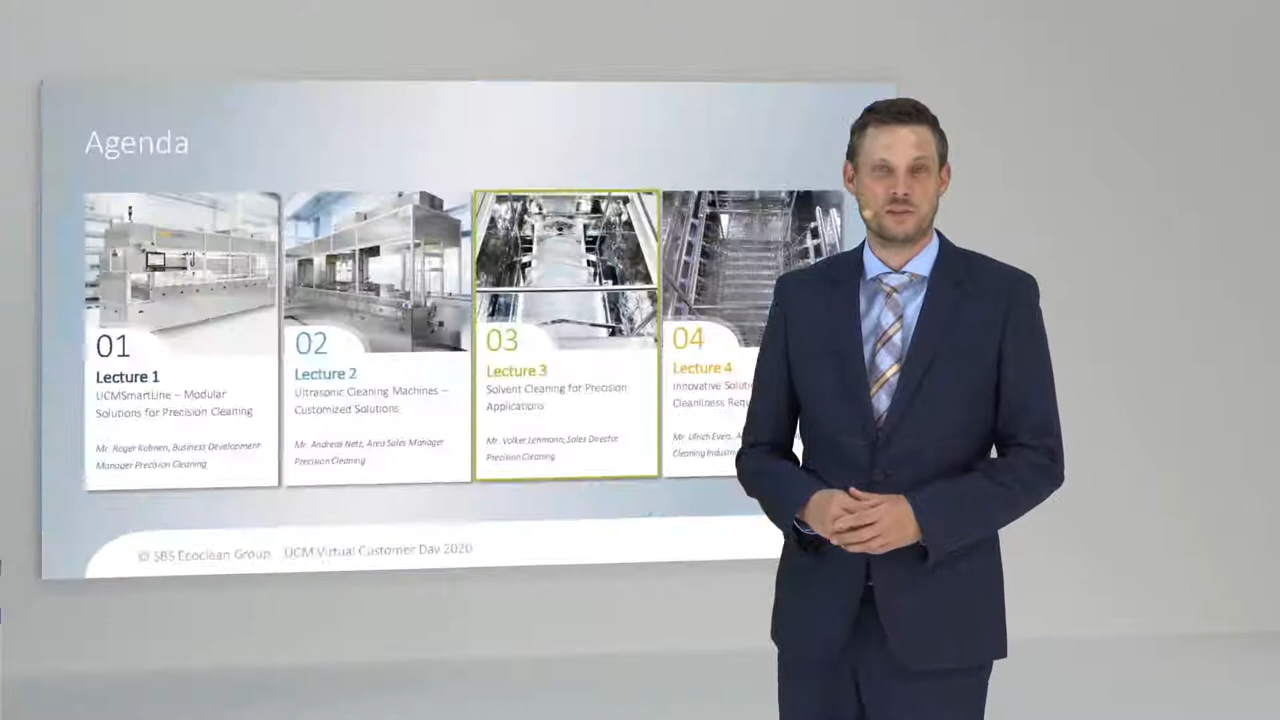 Agenda
01
Lecture 1
UCMSmartLine – Modular
Solutions for Precision Cleaning
Mr. Roger Kohnen, Business Development
Manager Precision Cleaning
02
Lecture 2
Ultrasonic Cleaning Machines –
Customized Solutions
Mr. Andreas Netz, Area Sales Manager
Precision Cleaning
03
Lecture 3
Solvent Cleaning for Precision
Applications
Mr. Volker Lehmann, Sales Director
Precision Cleaning
04
Lecture 4
Innovative
Cleanliness
Mr. Ulrich
Cleaning
© SBS Ecoclean Group UCM Virtual Customer Day 2020